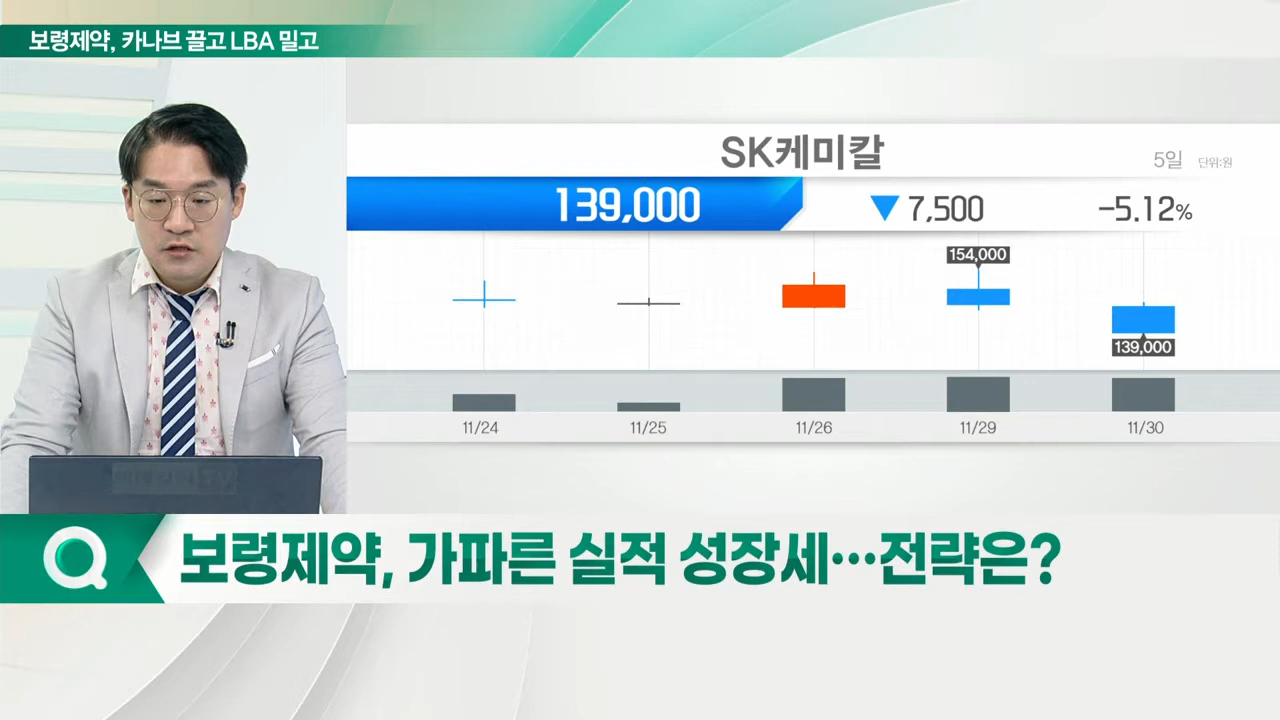 보령제약, 카나브 끌고 LBA 밀고
SK케미칼
5일 단위:원
139,000 ▼ 7,500 -5.12%
154,000
139,000
11/24 11/25 11/26 11/29 11/30
보령제약, 가파른 실적 성장세…전략은?